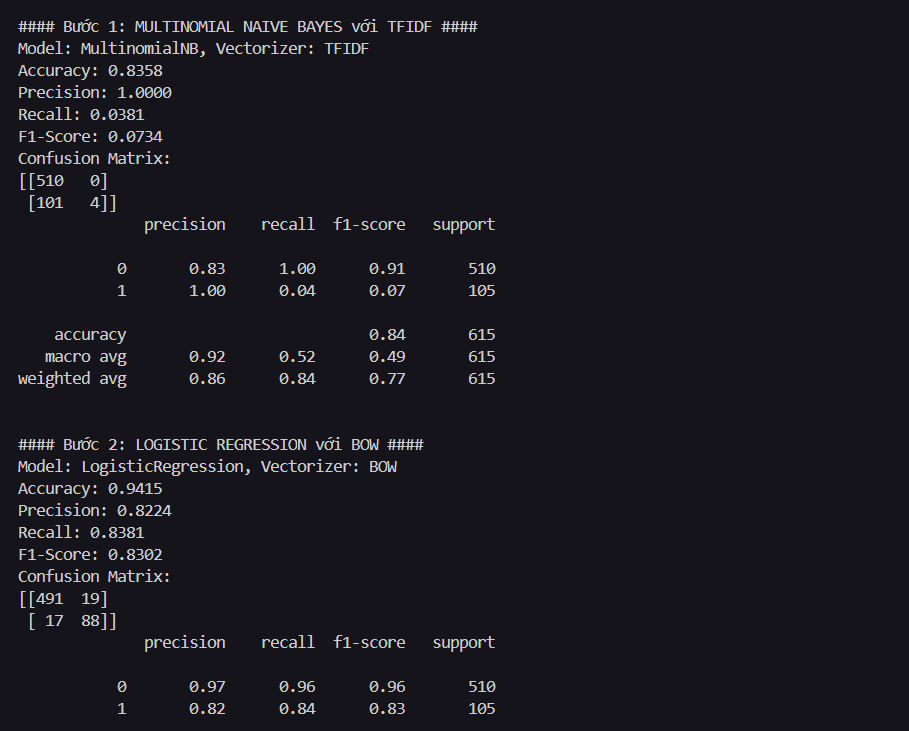 #### Bước 1: MULTINOMIAL NAIVE BAYES với TFIDF ####
Model: MultinomialNB, Vectorizer: TFIDF
Accuracy: 0.8358
Precision: 1.0000
Recall: 0.0381
F1-Score: 0.0734
Confusion Matrix:
[[510   0]
 [101   4]]
              precision    recall  f1-score   support

           0       0.83      1.00      0.91       510
           1       1.00      0.04      0.07       105

    accuracy                           0.84       615
   macro avg       0.92      0.52      0.49       615
weighted avg       0.86      0.84      0.77       615

#### Bước 2: LOGISTIC REGRESSION với BOW ####
Model: LogisticRegression, Vectorizer: BOW
Accuracy: 0.9415
Precision: 0.8224
Recall: 0.8381
F1-Score: 0.8302
Confusion Matrix:
[[491  19]
 [ 17  88]]
              precision    recall  f1-score   support

           0       0.97      0.96      0.96       510
           1       0.82      0.84      0.83       105